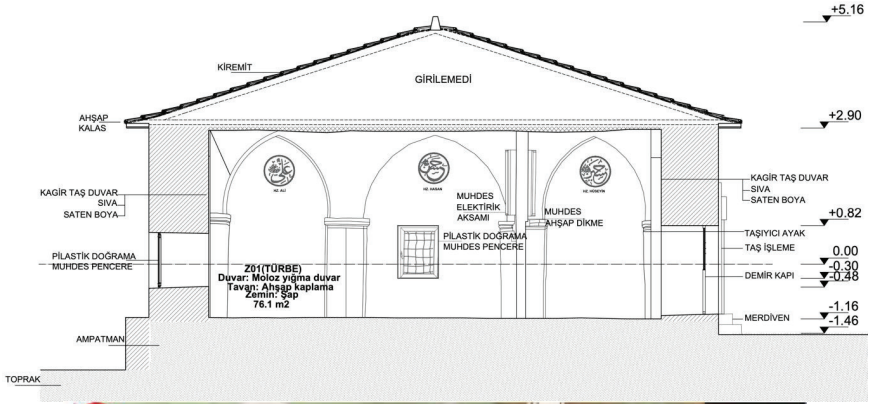 +5.16
KİREMİT
GİRİLEMEDİ
AHŞAP
KALAS
+2.90
HZ. ALİ
HZ. HASAN
HZ. HÜSEYİN
KAGİR TAŞ DUVAR
SIVA
SATEN BOYA
MUHDES
ELEKTİRİK
AKSAMI
MUHDES
AHŞAP DİKME
KAGİR TAŞ DUVAR
SIVA
SATEN BOYA
+0.82
TAŞIYICI AYAK
TAŞ İŞLEME
PİLASTİK DOĞRAMA
MUHDES PENCERE
PİLASTİK DOĞRAMA
MUHDES PENCERE
0.00
-0.30
-0.48
DEMİR KAPI
Z01(TÜRBE)
Duvar: Moloz yığma duvar
Tavan: Ahşap kaplama
Zemin: Şap
76.1 m2
-1.16
MERDİVEN
-1.46
AMPATMAN
TOPRAK